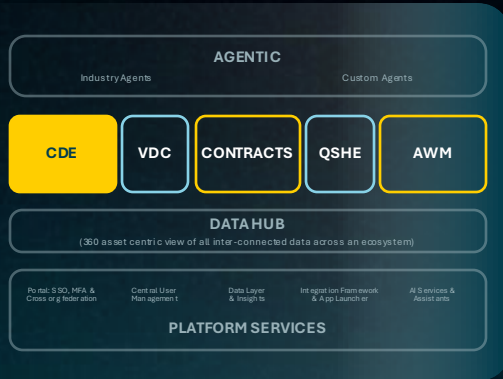 AGENTIC
Industry Agents Custom Agents
CDE VDC CONTRACTS QSHE AWM
DATA HUB
(360 asset centric view of all inter-connected data across an ecosystem)
Portal: SSO, MFA & Central User Data Layer Integration Framework AI Services &
Cross org federation Management & Insights & App Launcher Assistants
PLATFORM SERVICES